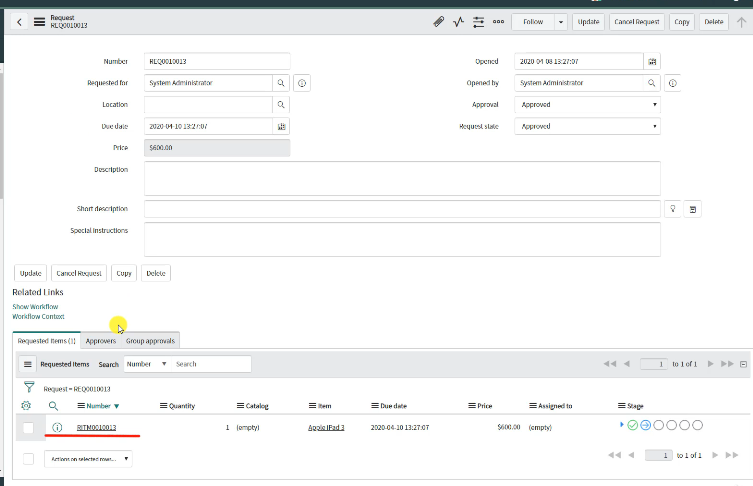 Request
REQ0010013
Follow Update Cancel Request Copy Delete
Number REQ0010013 Opened 2020-04-08 13:27:07
Requested for System Administrator Opened by System Administrator
Location Approval Approved
Due date 2020-04-10 13:27:07 Request state Approved
Price $600.00
Description
Short description
Special instructions
Update Cancel Request Copy Delete
Related Links
Show Workflow
Workflow Context
Requested Items (1) Approvers Group approvals
Requested Items Search Number Search 1 to 1 of 1
Request = REQ0010013
Number Quantity Catalog Item Due date Price Assigned to Stage
RITM0010013 1 (empty) Apple iPad 3 2020-04-10 13:27:07 $600.00 (empty)
Actions on selected rows... 1 to 1 of 1